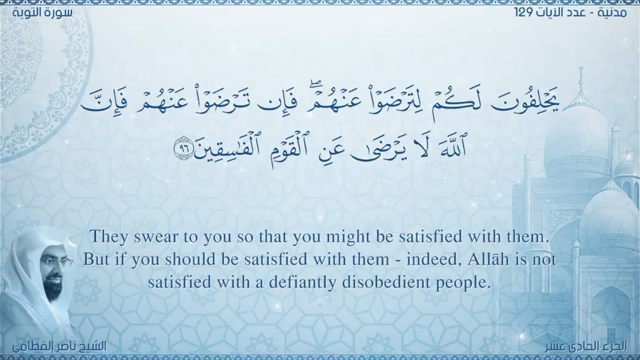 مدنية - عدد الآيات 129
سورة التوبة
يَحْلِفُونَ لَكُمْ لِتَرْضَوْا۟ عَنْهُمْ ۖ فَإِن تَرْضَوْا۟ عَنْهُمْ فَإِنَّ
ٱللَّهَ لَا يَرْضَىٰ عَنِ ٱلْقَوْمِ ٱلْفَـٰسِقِينَ ٩٦
They swear to you so that you might be satisfied with them.
But if you should be satisfied with them - indeed, Allāh is not
satisfied with a defiantly disobedient people.
الجزء الحادي عشر
الشيخ ناصر القطامي